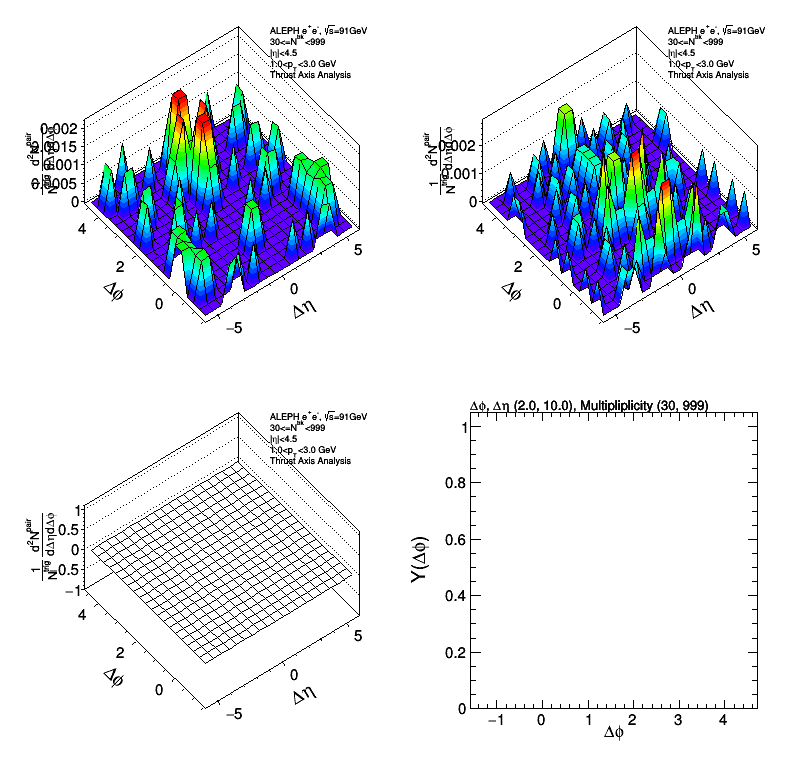 ALEPH e⁺e⁻, √s=91GeV
30<=N^trk<999
|η|<4.5
1.0<p_T<3.0 GeV
Thrust Axis Analysis
1/N^trig d²N^pair/dΔηdΔφ
0.002
0.0015
0.001
0.0005
0
4
2
0
Δφ
−5
0
5
Δη
ALEPH e⁺e⁻, √s=91GeV
30<=N^trk<999
|η|<4.5
1.0<p_T<3.0 GeV
Thrust Axis Analysis
1/N^trig d²N^pair/dΔηdΔφ
0.002
0.001
0
4
2
0
Δφ
−5
0
5
Δη
ALEPH e⁺e⁻, √s=91GeV
30<=N^trk<999
|η|<4.5
1.0<p_T<3.0 GeV
Thrust Axis Analysis
1/N^trig d²N^pair/dΔηdΔφ
1
0.5
0
−0.5
−1
4
2
0
Δφ
−5
0
5
Δη
Δφ, Δη (2.0, 10.0), Multipliplicity (30, 999)
Y(Δφ)
1
0.8
0.6
0.4
0.2
0
−1
0
1
2
3
4
Δφ